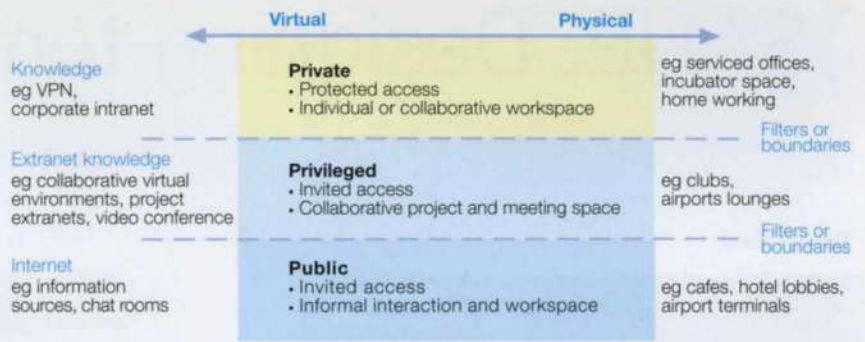 Virtual
Physical
Knowledge
eg VPN,
corporate intranet
Private
• Protected access
• Individual or collaborative workspace
eg serviced offices,
incubator space,
home working
Filters or
boundaries
Extranet knowledge
eg collaborative virtual
environments, project
extranets, video conference
Privileged
• Invited access
• Collaborative project and meeting space
eg clubs,
airports lounges
Filters or
boundaries
Internet
eg information
sources, chat rooms
Public
• Invited access
• Informal interaction and workspace
eg cafes, hotel lobbies,
airport terminals